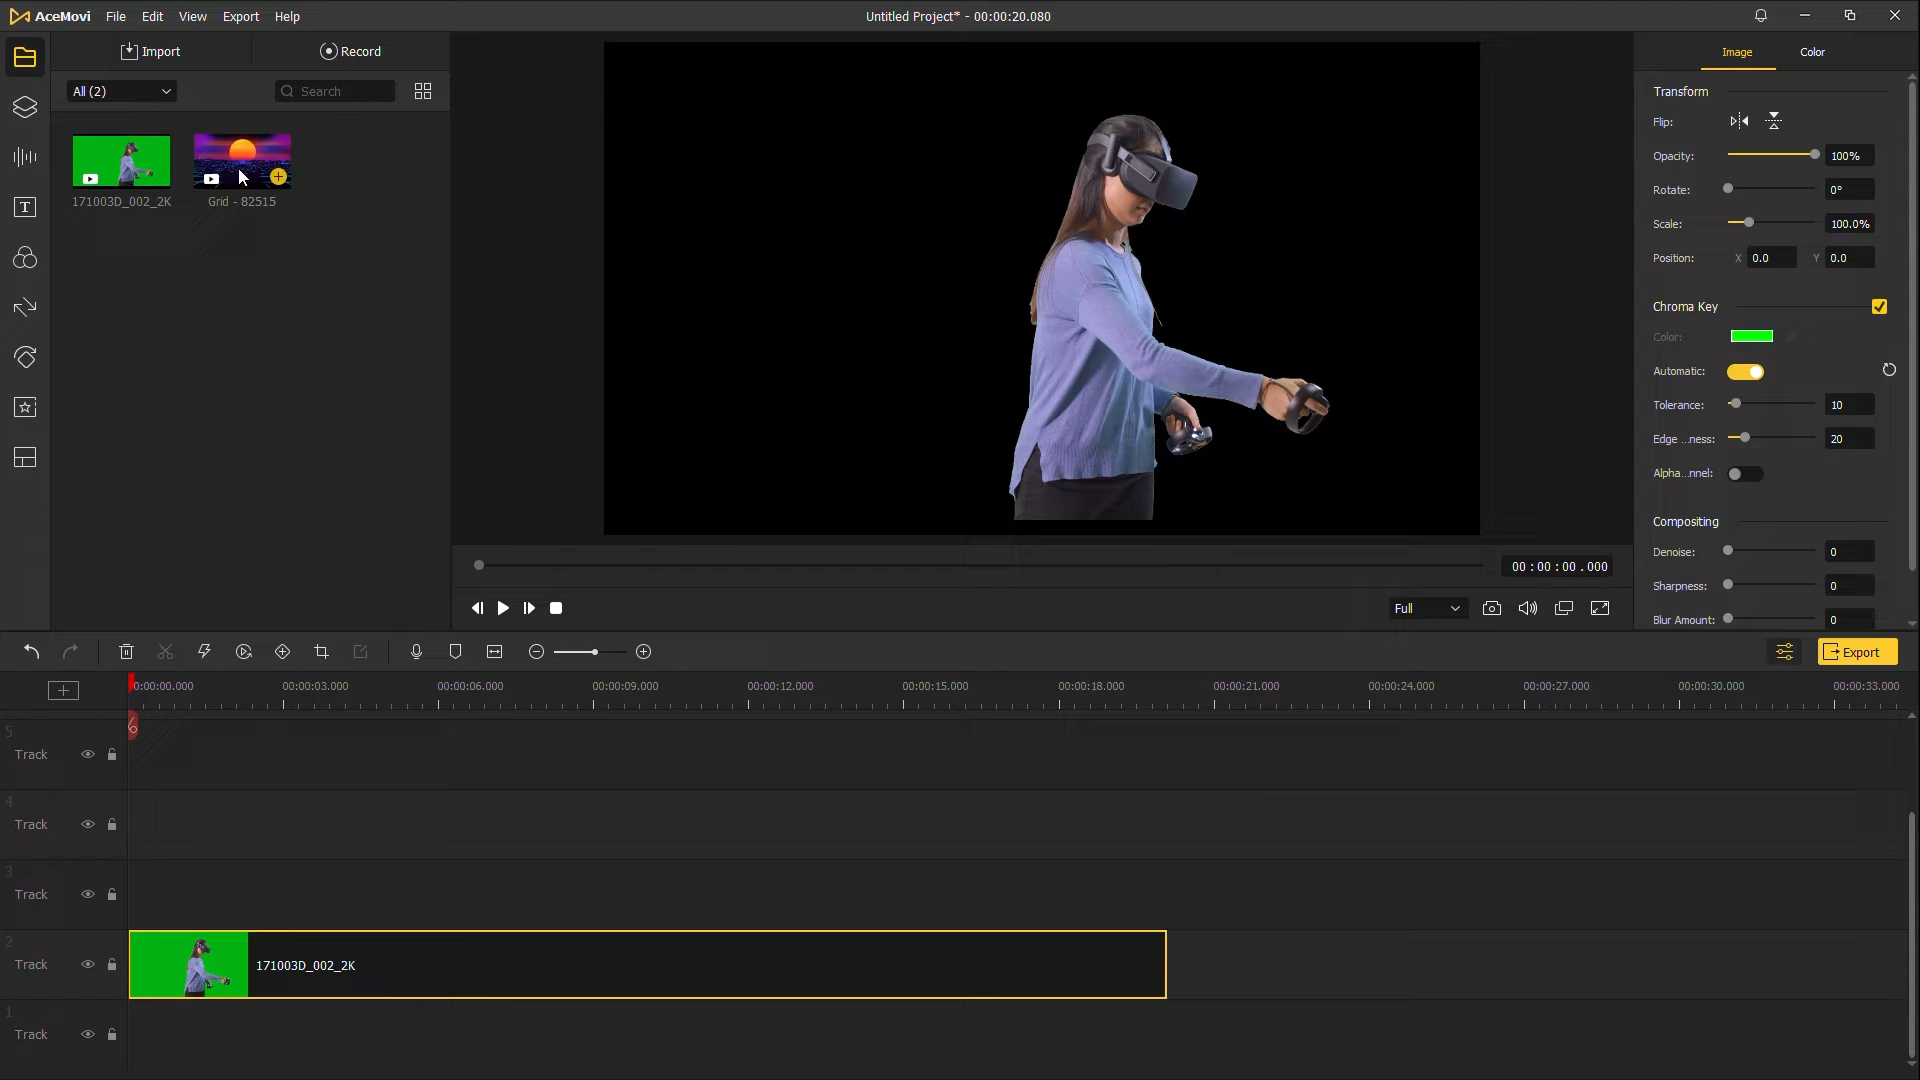 AceMovi File Edit View Export Help
Untitled Project* - 00:00:20.080
Import
Record
All (2)
Search
171003D_002_2K
Grid - 82515
Image
Color
Transform
Flip:
Opacity: 100%
Rotate: 0°
Scale: 100.0%
Position: X 0.0 Y 0.0
Chroma Key
Color:
Automatic:
Tolerance: 10
Edge ...ness: 20
Alpha...nnel:
Compositing
Denoise: 0
Sharpness: 0
Blur Amount: 0
00:00:00.000
Full
Export
0:00:00.000 00:00:03.000 00:00:06.000 00:00:09.000 00:00:12.000 00:00:15.000 00:00:18.000 00:00:21.000 00:00:24.000 00:00:27.000 00:00:30.000 00:00:33.000
5
Track
4
Track
3
Track
2
Track
171003D_002_2K
1
Track